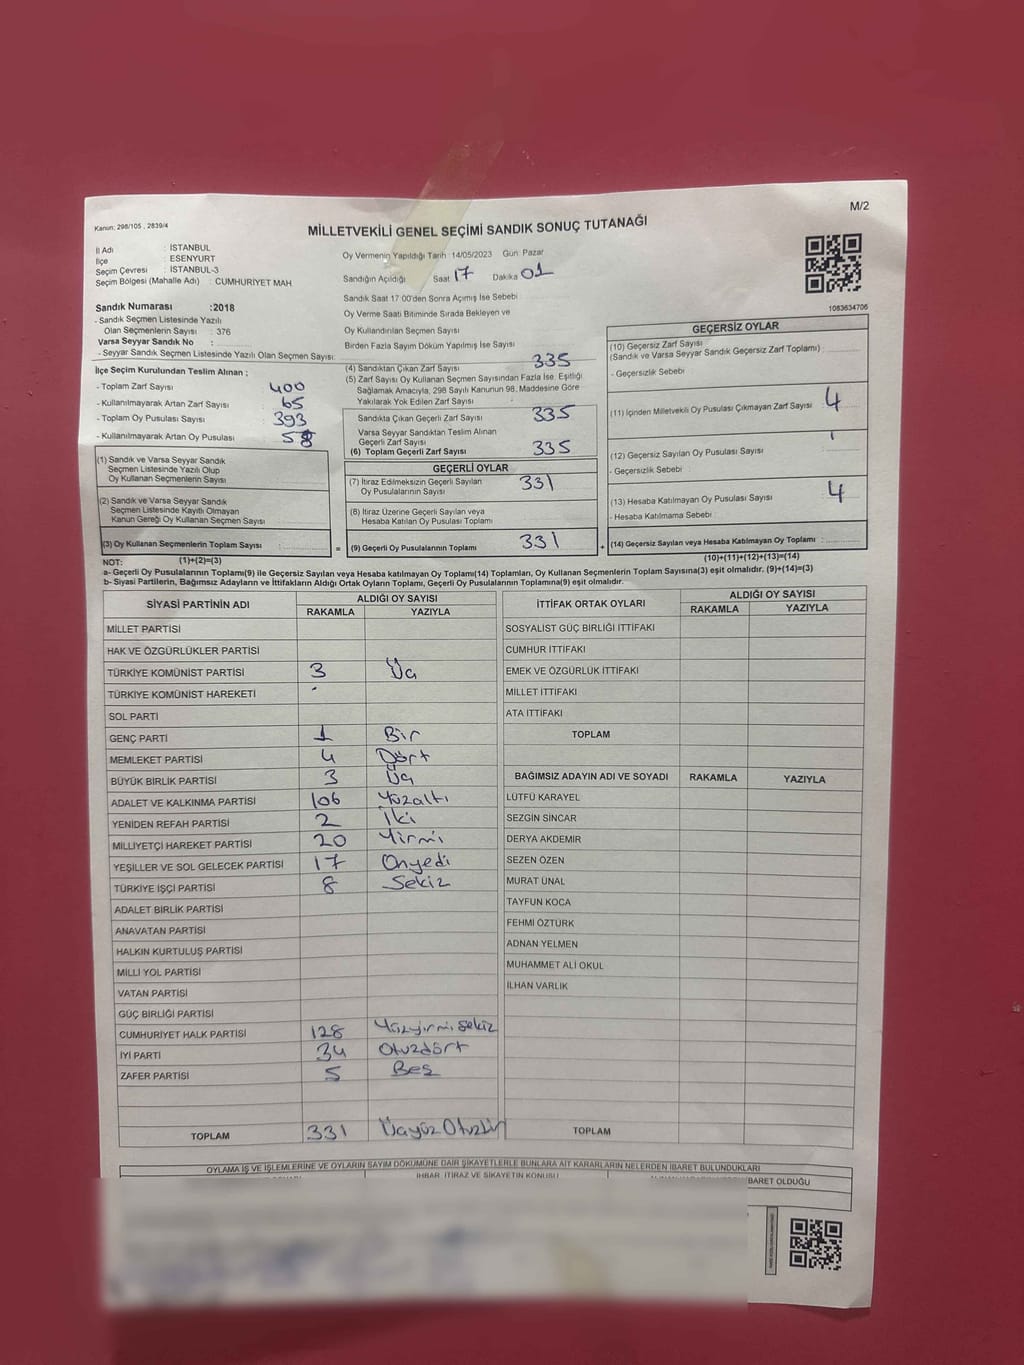 M/2
Kanun: 298/105 , 2839/4
MİLLETVEKİLİ GENEL SEÇİMİ SANDIK SONUÇ TUTANAĞI
İl Adı : İSTANBUL
İlçe : ESENYURT
Seçim Çevresi : İSTANBUL-3
Seçim Bölgesi (Mahalle Adı) : CUMHURİYET MAH
Sandık Numarası :2018
- Sandık Seçmen Listesinde Yazılı
Olan Seçmenlerin Sayısı : 376
Varsa Seyyar Sandık No :
- Seyyar Sandık Seçmen Listesinde Yazılı Olan Seçmen Sayısı:
İlçe Seçim Kurulundan Teslim Alınan ;
- Toplam Zarf Sayısı : 400
- Kullanılmayarak Artan Zarf Sayısı : 65
- Toplam Oy Pusulası Sayısı : 393
- Kullanılmayarak Artan Oy Pusulası : 58
(1) Sandık ve Varsa Seyyar Sandık
Seçmen Listesinde Yazılı Olup
Oy Kullanan Seçmenlerin Sayısı
(2) Sandık ve Varsa Seyyar Sandık
Seçmen Listesinde Kayıtlı Olmayan
Kanun Gereği Oy Kullanan Seçmen Sayısı
(3) Oy Kullanan Seçmenlerin Toplam Sayısı :
Oy Vermenin Yapıldığı Tarih : 14/05/2023 Gün Pazar
Sandığın Açıldığı Saat 17 Dakika 01
Sandık Saat 17 00'den Sonra Açımış İse Sebebi
Oy Verme Saati Bitiminde Sırada Bekleyen ve
Oy Kullandırılan Seçmen Sayısı
Birden Fazla Sayım Döküm Yapılmış İse Sayısı
(4) Sandıktan Çıkan Zarf Sayısı 335
(5) Zarf Sayısı Oy Kullanan Seçmen Sayısından Fazla İse, Eşitliği
Sağlamak Amacıyla, 298 Sayılı Kanunun 98. Maddesine Göre
Yakılarak Yok Edilen Zarf Sayısı :
Sandıkta Çıkan Geçerli Zarf Sayısı 335
Varsa Seyyar Sandıktan Teslim Alınan
Geçerli Zarf Sayısı
(6) Toplam Geçerli Zarf Sayısı 335
GEÇERLİ OYLAR
(7) İtiraz Edilmeksizin Geçerli Sayılan
Oy Pusulalarının Sayısı 331
(8) İtiraz Üzerine Geçerli Sayılan veya
Hesaba Katılan Oy Pusulası Toplamı
= (9) Geçerli Oy Pusulalarının Toplamı 331 +
1083634706
GEÇERSİZ OYLAR
(10) Geçersiz Zarf Sayısı
(Sandık ve Varsa Seyyar Sandık Geçersiz Zarf Toplamı) :
- Geçersizlik Sebebi :
(11) İçinden Milletvekili Oy Pusulası Çıkmayan Zarf Sayısı 4
(12) Geçersiz Sayılan Oy Pusulası Sayısı
- Geçersizlik Sebebi :
(13) Hesaba Katılmayan Oy Pusulası Sayısı 4
- Hesaba Katılmama Sebebi :
(14) Geçersiz Sayılan veya Hesaba Katılmayan Oy Toplamı :
NOT: (1)+(2)=(3)
(10)+(11)+(12)+(13)=(14)
a- Geçerli Oy Pusulalarının Toplamı(9) ile Geçersiz Sayılan veya Hesaba katılmayan Oy Toplamı(14) Toplamları, Oy Kullanan Seçmenlerin Toplam Sayısına(3) eşit olmalıdır. (9)+(14)=(3)
b- Siyasi Partilerin, Bağımsız Adayların ve İttifakların Aldığı Ortak Oyların Toplamı, Geçerli Oy Pusulalarının Toplamına(9) eşit olmalıdır.
SİYASİ PARTİNİN ADI
ALDIĞI OY SAYISI
RAKAMLA YAZIYLA
MİLLET PARTİSİ
HAK VE ÖZGÜRLÜKLER PARTİSİ
TÜRKİYE KOMÜNİST PARTİSİ 3 Üç
TÜRKİYE KOMÜNİST HAREKETİ
SOL PARTİ
GENÇ PARTİ 1 Bir
MEMLEKET PARTİSİ 4 Dört
BÜYÜK BİRLİK PARTİSİ 3 Üç
ADALET VE KALKINMA PARTİSİ 106 Yüzaltı
YENİDEN REFAH PARTİSİ 2 İki
MİLLİYETÇİ HAREKET PARTİSİ 20 Yirmi
YEŞİLLER VE SOL GELECEK PARTİSİ 17 Onyedi
TÜRKİYE İŞÇİ PARTİSİ 8 Sekiz
ADALET BİRLİK PARTİSİ
ANAVATAN PARTİSİ
HALKIN KURTULUŞ PARTİSİ
MİLLİ YOL PARTİSİ
VATAN PARTİSİ
GÜÇ BİRLİĞİ PARTİSİ
CUMHURİYET HALK PARTİSİ 128 Yüzyirmi sekiz
İYİ PARTİ 34 Otuzdört
ZAFER PARTİSİ 5 Beş
TOPLAM 331 Üçyüz Otuzbir
İTTİFAK ORTAK OYLARI
ALDIĞI OY SAYISI
RAKAMLA YAZIYLA
SOSYALİST GÜÇ BİRLİĞİ İTTİFAKI
CUMHUR İTTİFAKI
EMEK VE ÖZGÜRLÜK İTTİFAKI
MİLLET İTTİFAKI
ATA İTTİFAKI
TOPLAM
BAĞIMSIZ ADAYIN ADI VE SOYADI RAKAMLA YAZIYLA
LÜTFÜ KARAYEL
SEZGİN SİNCAR
DERYA AKDEMİR
SEZEN ÖZEN
MURAT ÜNAL
TAYFUN KOCA
FEHMİ ÖZTÜRK
ADNAN YELMEN
MUHAMMET ALİ OKUL
İLHAN VARLIK
TOPLAM
OYLAMA İŞ VE İŞLEMLERİNE VE OYLARIN SAYIM DÖKÜMÜNE DAİR ŞİKAYETLERLE BUNLARA AİT KARARLARIN NELERDEN İBARET BULUNDUKLARI
İHBAR, İTİRAZ VE ŞİKAYETİN KONUSU
İBARET OLDUĞU